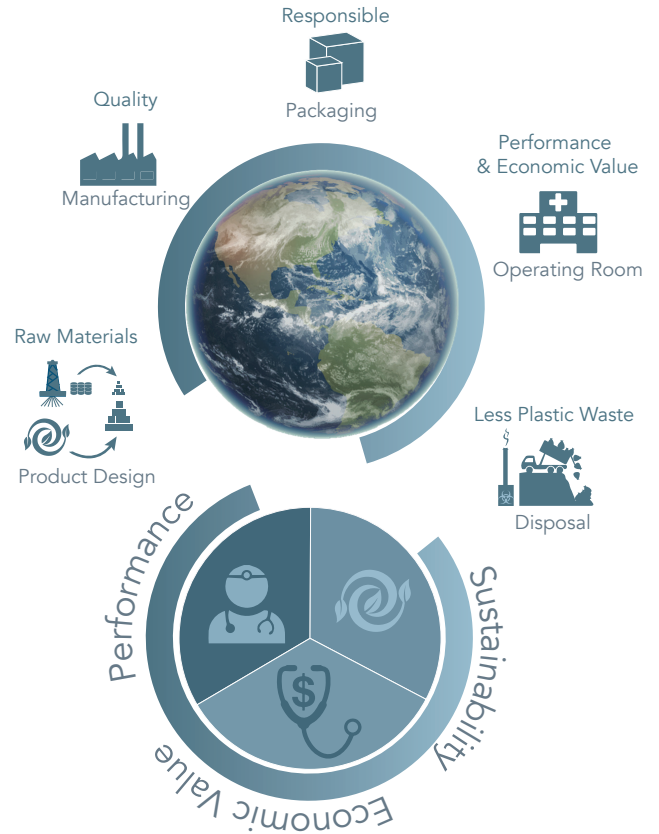 Responsible
Packaging
Quality
Manufacturing
Performance
& Economic Value
Operating Room
Raw Materials
Product Design
Less Plastic Waste
Disposal
Performance
Sustainability
Economic Value
$